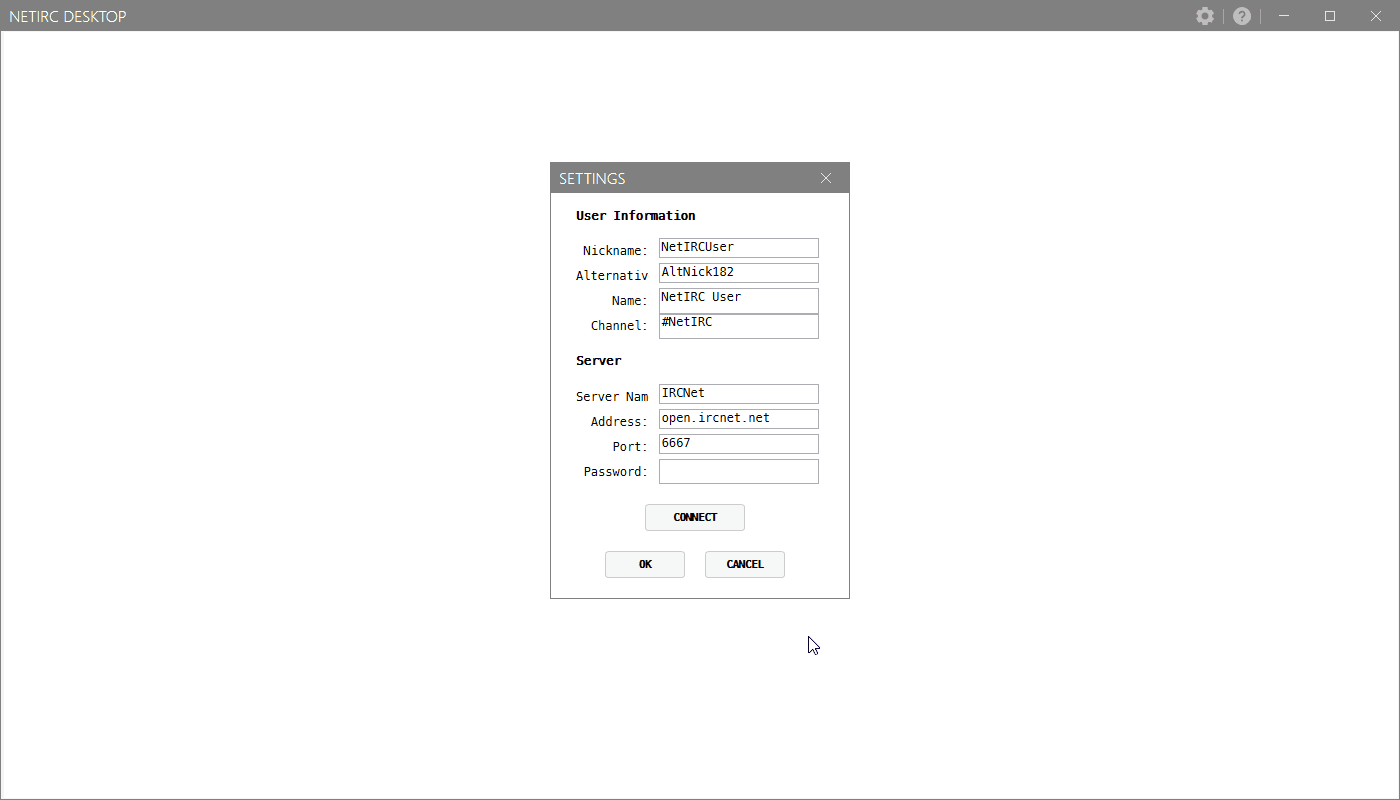 NETIRC DESKTOP
SETTINGS
User Information
Nickname: NetIRCUser
Alternativ AltNick182
Name: NetIRC User
Channel: #NetIRC
Server
Server Nam IRCNet
Address: open.ircnet.net
Port: 6667
Password:
CONNECT
OK CANCEL